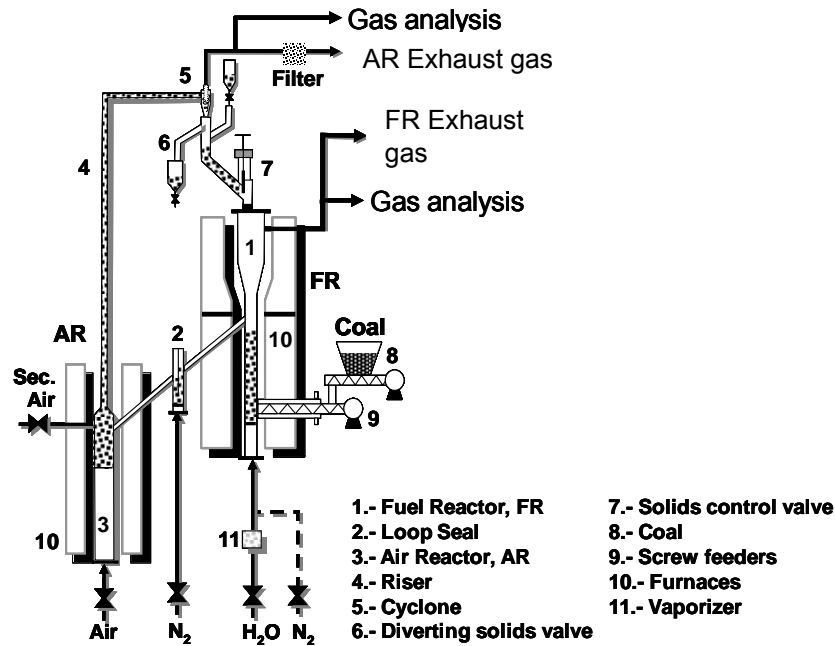 Gas analysis
AR Exhaust gas
Filter
5
6
7
4
FR Exhaust
gas
Gas analysis
1
FR
2
AR
10
Coal
8
Sec.
Air
9
3
10
11
Air
N₂
H₂O
N₂
1.- Fuel Reactor, FR
2.- Loop Seal
3.- Air Reactor, AR
4.- Riser
5.- Cyclone
6.- Diverting solids valve
7.- Solids control valve
8.- Coal
9.- Screw feeders
10.- Furnaces
11.- Vaporizer